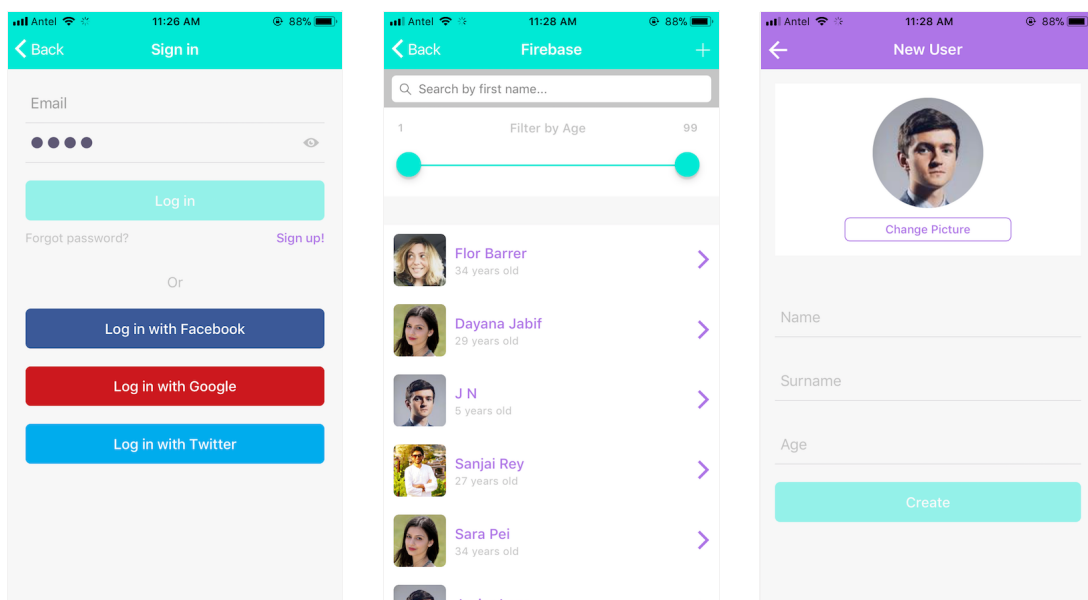 Antel 11:26 AM 88%
Back Sign in
Email
Log in
Forgot password? Sign up!
Or
Log in with Facebook
Log in with Google
Log in with Twitter
Antel 11:28 AM 88%
Back Firebase +
Search by first name...
1 Filter by Age 99
Flor Barrer
34 years old
Dayana Jabif
29 years old
J N
5 years old
Sanjai Rey
27 years old
Sara Pei
34 years old
Antel 11:28 AM 88%
New User
Change Picture
Name
Surname
Age
Create